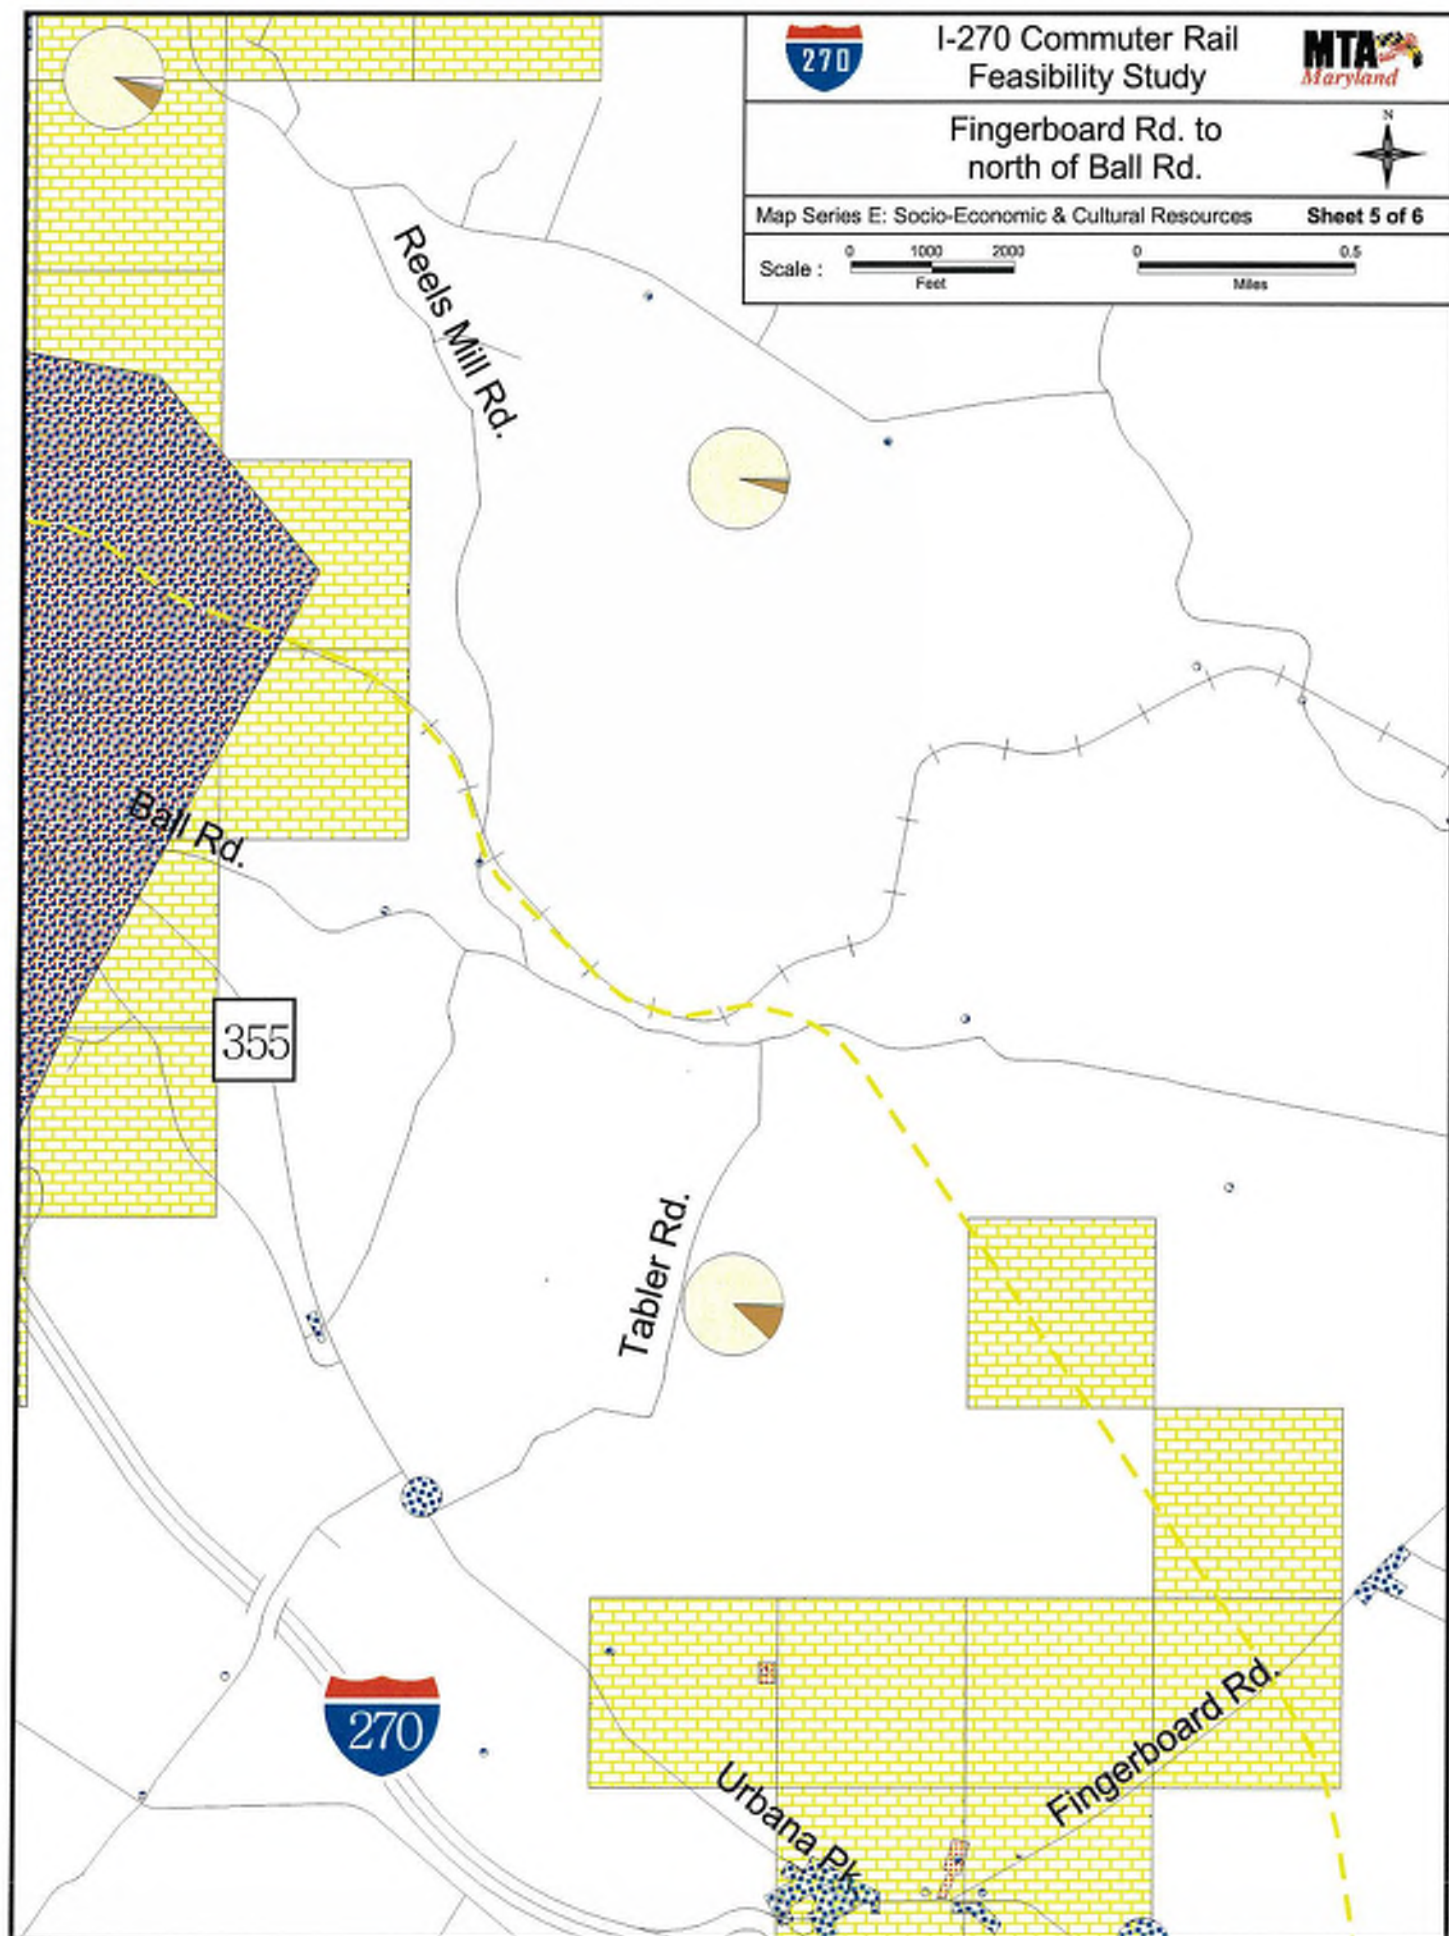 270
I-270 Commuter Rail
Feasibility Study
MTA
Maryland
Fingerboard Rd. to
north of Ball Rd.
N
Map Series E: Socio-Economic & Cultural Resources
Sheet 5 of 6
Scale :
0 1000 2000
Feet
0 0.5
Miles
Reels Mill Rd.
Ball Rd.
355
Tabler Rd.
270
Fingerboard Rd.
Urbana Pk.